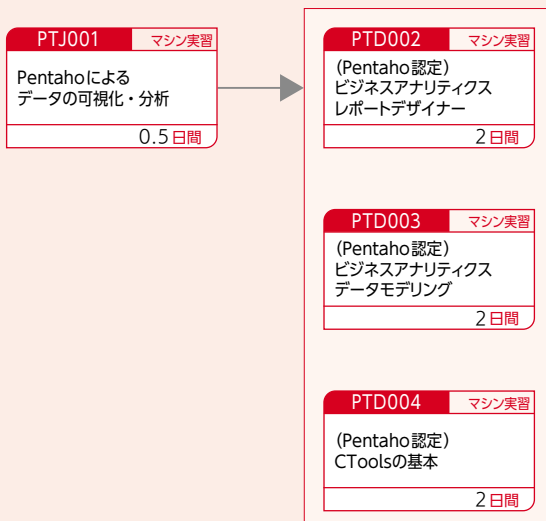 PTJ001 マシン実習
Pentahoによる
データの可視化・分析
0.5日間
PTD002 マシン実習
(Pentaho認定)
ビジネスアナリティクス
レポートデザイナー
2日間
PTD003 マシン実習
(Pentaho認定)
ビジネスアナリティクス
データモデリング
2日間
PTD004 マシン実習
(Pentaho認定)
CToolsの基本
2日間